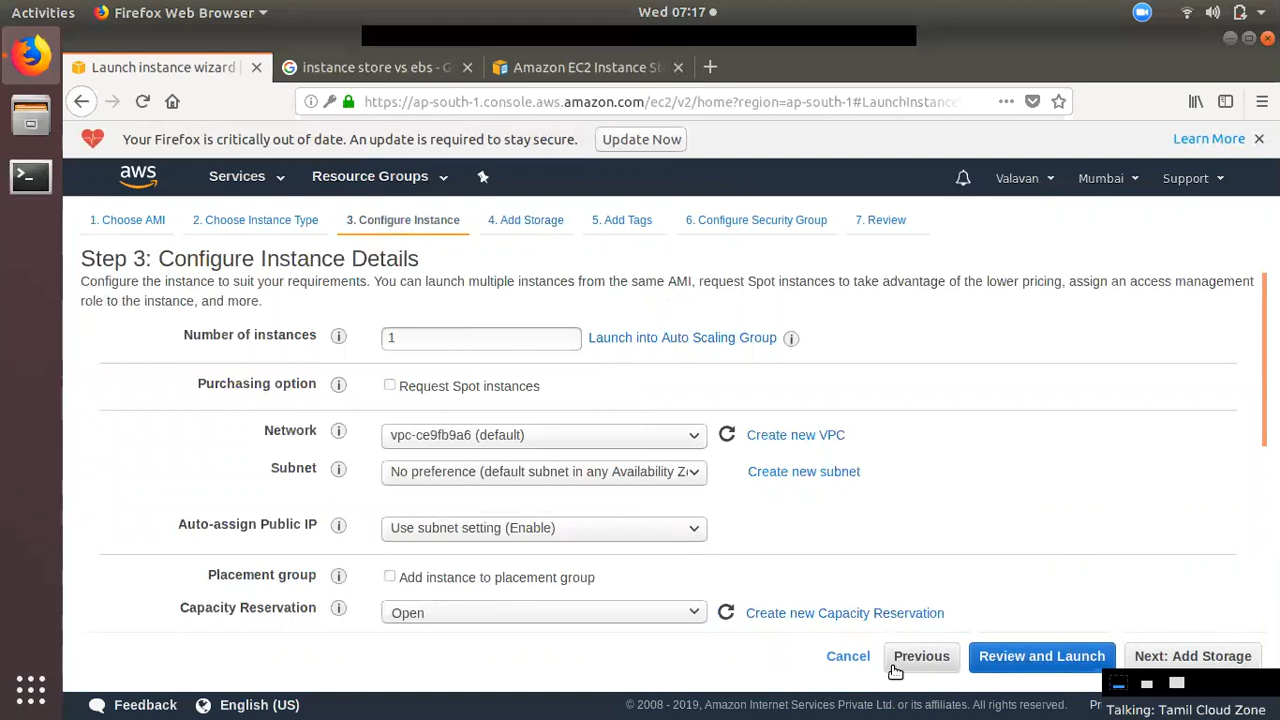 Activities Firefox Web Browser Wed 07:17
Launch instance wizard instance store vs ebs - G Amazon EC2 Instance St
https://ap-south-1.console.aws.amazon.com/ec2/v2/home?region=ap-south-1#LaunchInstance
Your Firefox is critically out of date. An update is required to stay secure. Update Now Learn More
aws Services Resource Groups Valavan Mumbai Support
1. Choose AMI 2. Choose Instance Type 3. Configure Instance 4. Add Storage 5. Add Tags 6. Configure Security Group 7. Review
Step 3: Configure Instance Details
Configure the instance to suit your requirements. You can launch multiple instances from the same AMI, request Spot instances to take advantage of the lower pricing, assign an access management
role to the instance, and more.
Number of instances 1 Launch into Auto Scaling Group
Purchasing option Request Spot instances
Network vpc-ce9fb9a6 (default) Create new VPC
Subnet No preference (default subnet in any Availability Zo Create new subnet
Auto-assign Public IP Use subnet setting (Enable)
Placement group Add instance to placement group
Capacity Reservation Open Create new Capacity Reservation
Cancel Previous Review and Launch Next: Add Storage
Feedback English (US) © 2008 - 2019, Amazon Internet Services Private Ltd. or its affiliates. All rights reserved. Pr
Talking: Tamil Cloud Zone